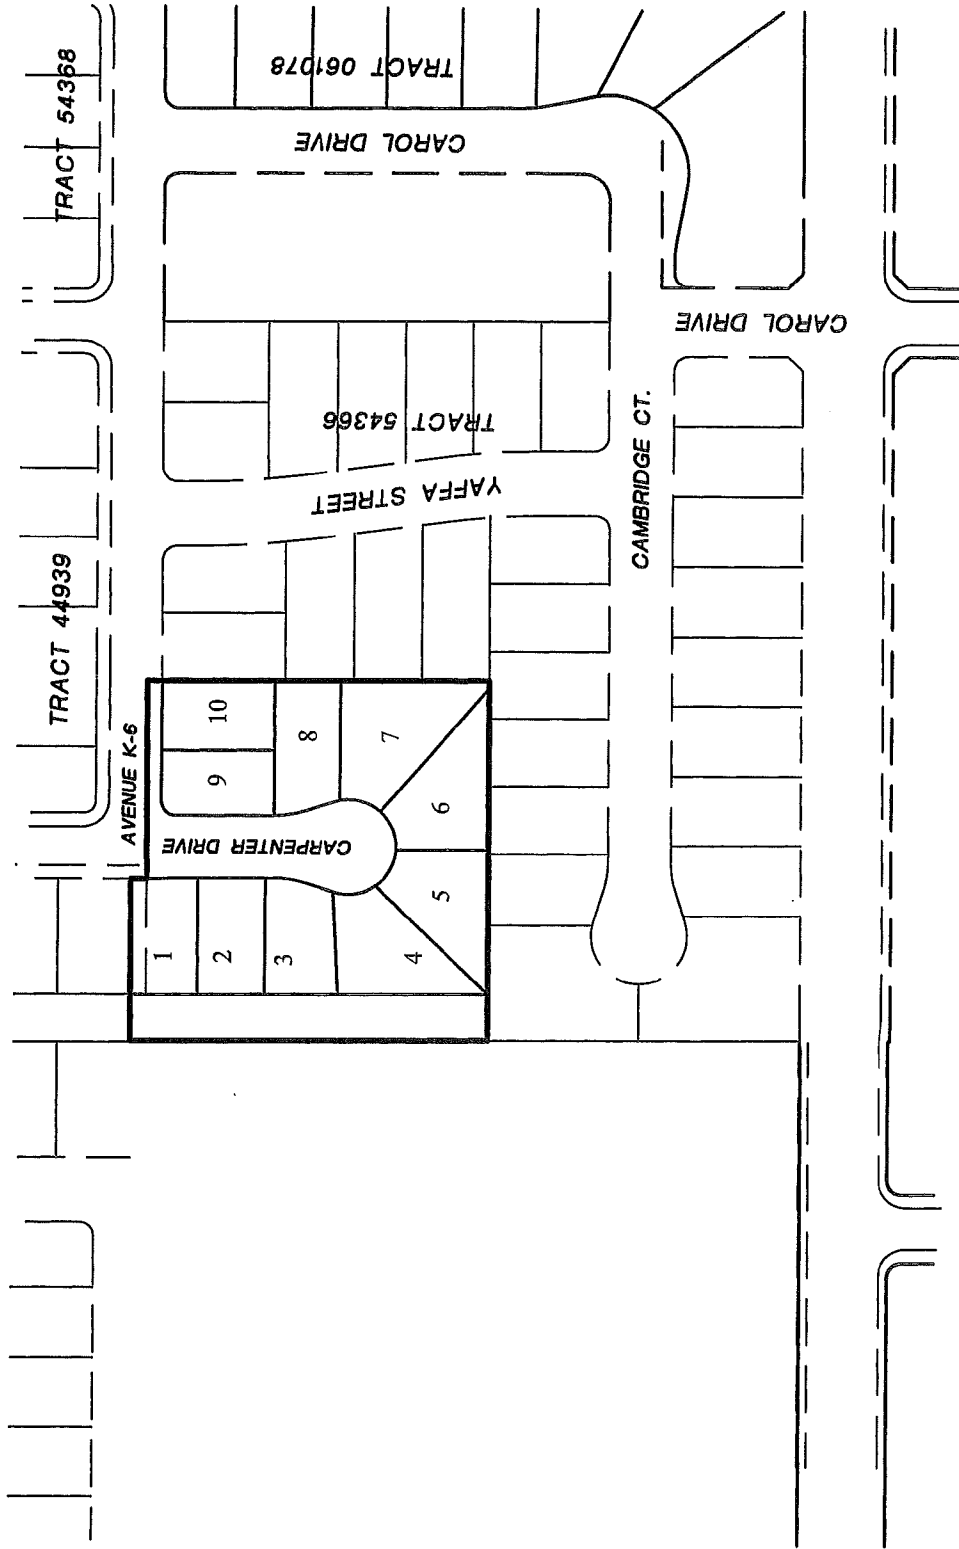 TRACT 54368
TRACT 061078
CAROL DRIVE
CAROL DRIVE
TRACT 54366
YAFFA STREET
CAMBRIDGE CT.
TRACT 44939
AVENUE K-6
CARPENTER DRIVE
1
2
3
4
5
6
7
8
9
10